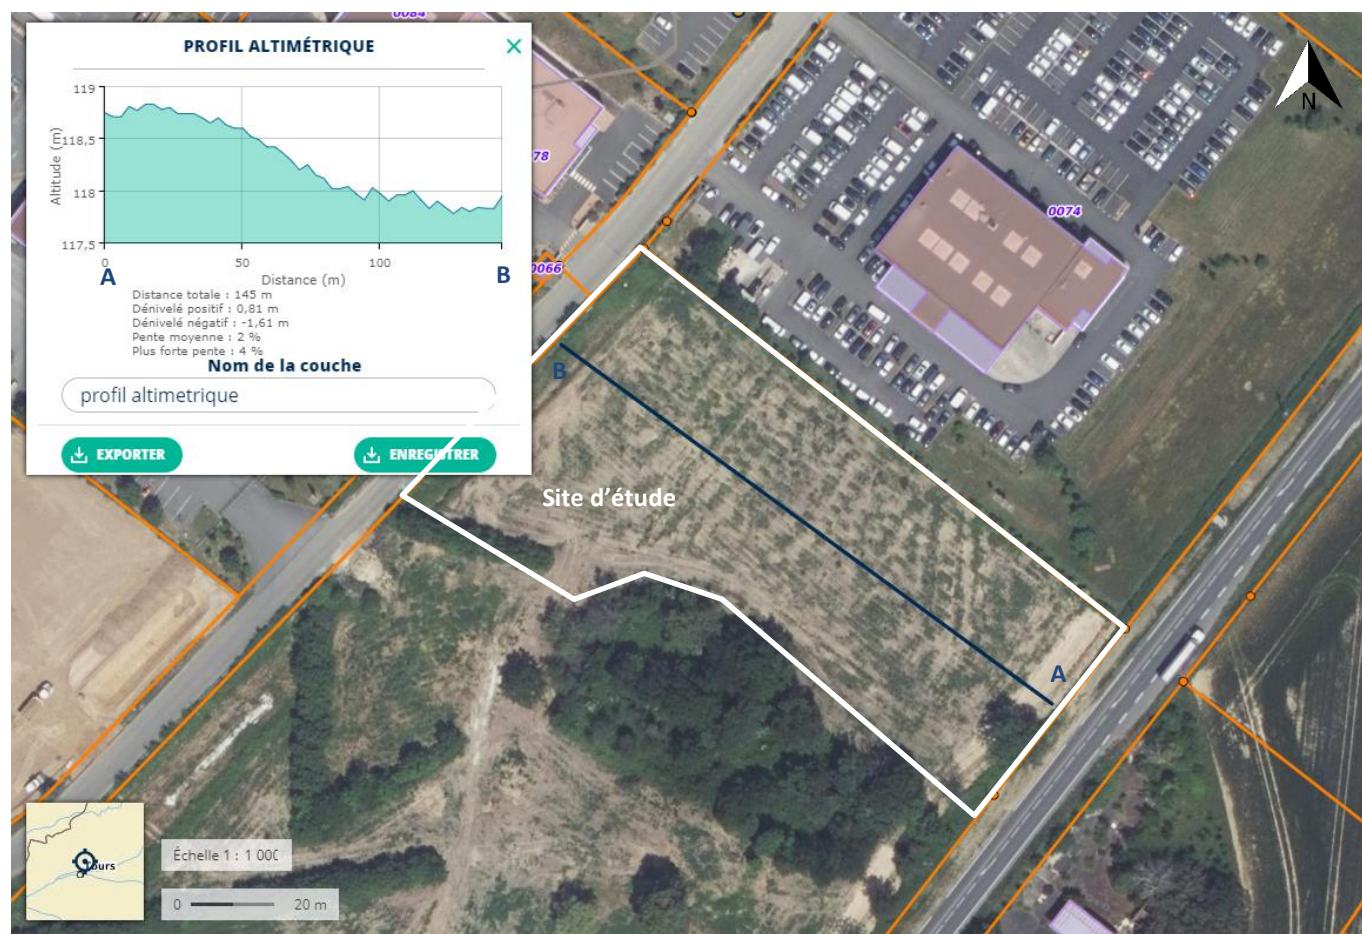 0084
PROFIL ALTIMÉTRIQUE
119
118,5
118
117,5
Altitude (m)
0
50
100
A
B
Distance (m)
Distance totale : 145 m
Dénivelé positif : 0,81 m
Dénivelé négatif : -1,61 m
Pente moyenne : 2 %
Plus forte pente : 4 %
Nom de la couche
profil altimetrique
EXPORTER
ENREGISTRER
N
78
0074
0066
B
Site d'étude
A
Tours
Échelle 1 : 1 000
0
20 m